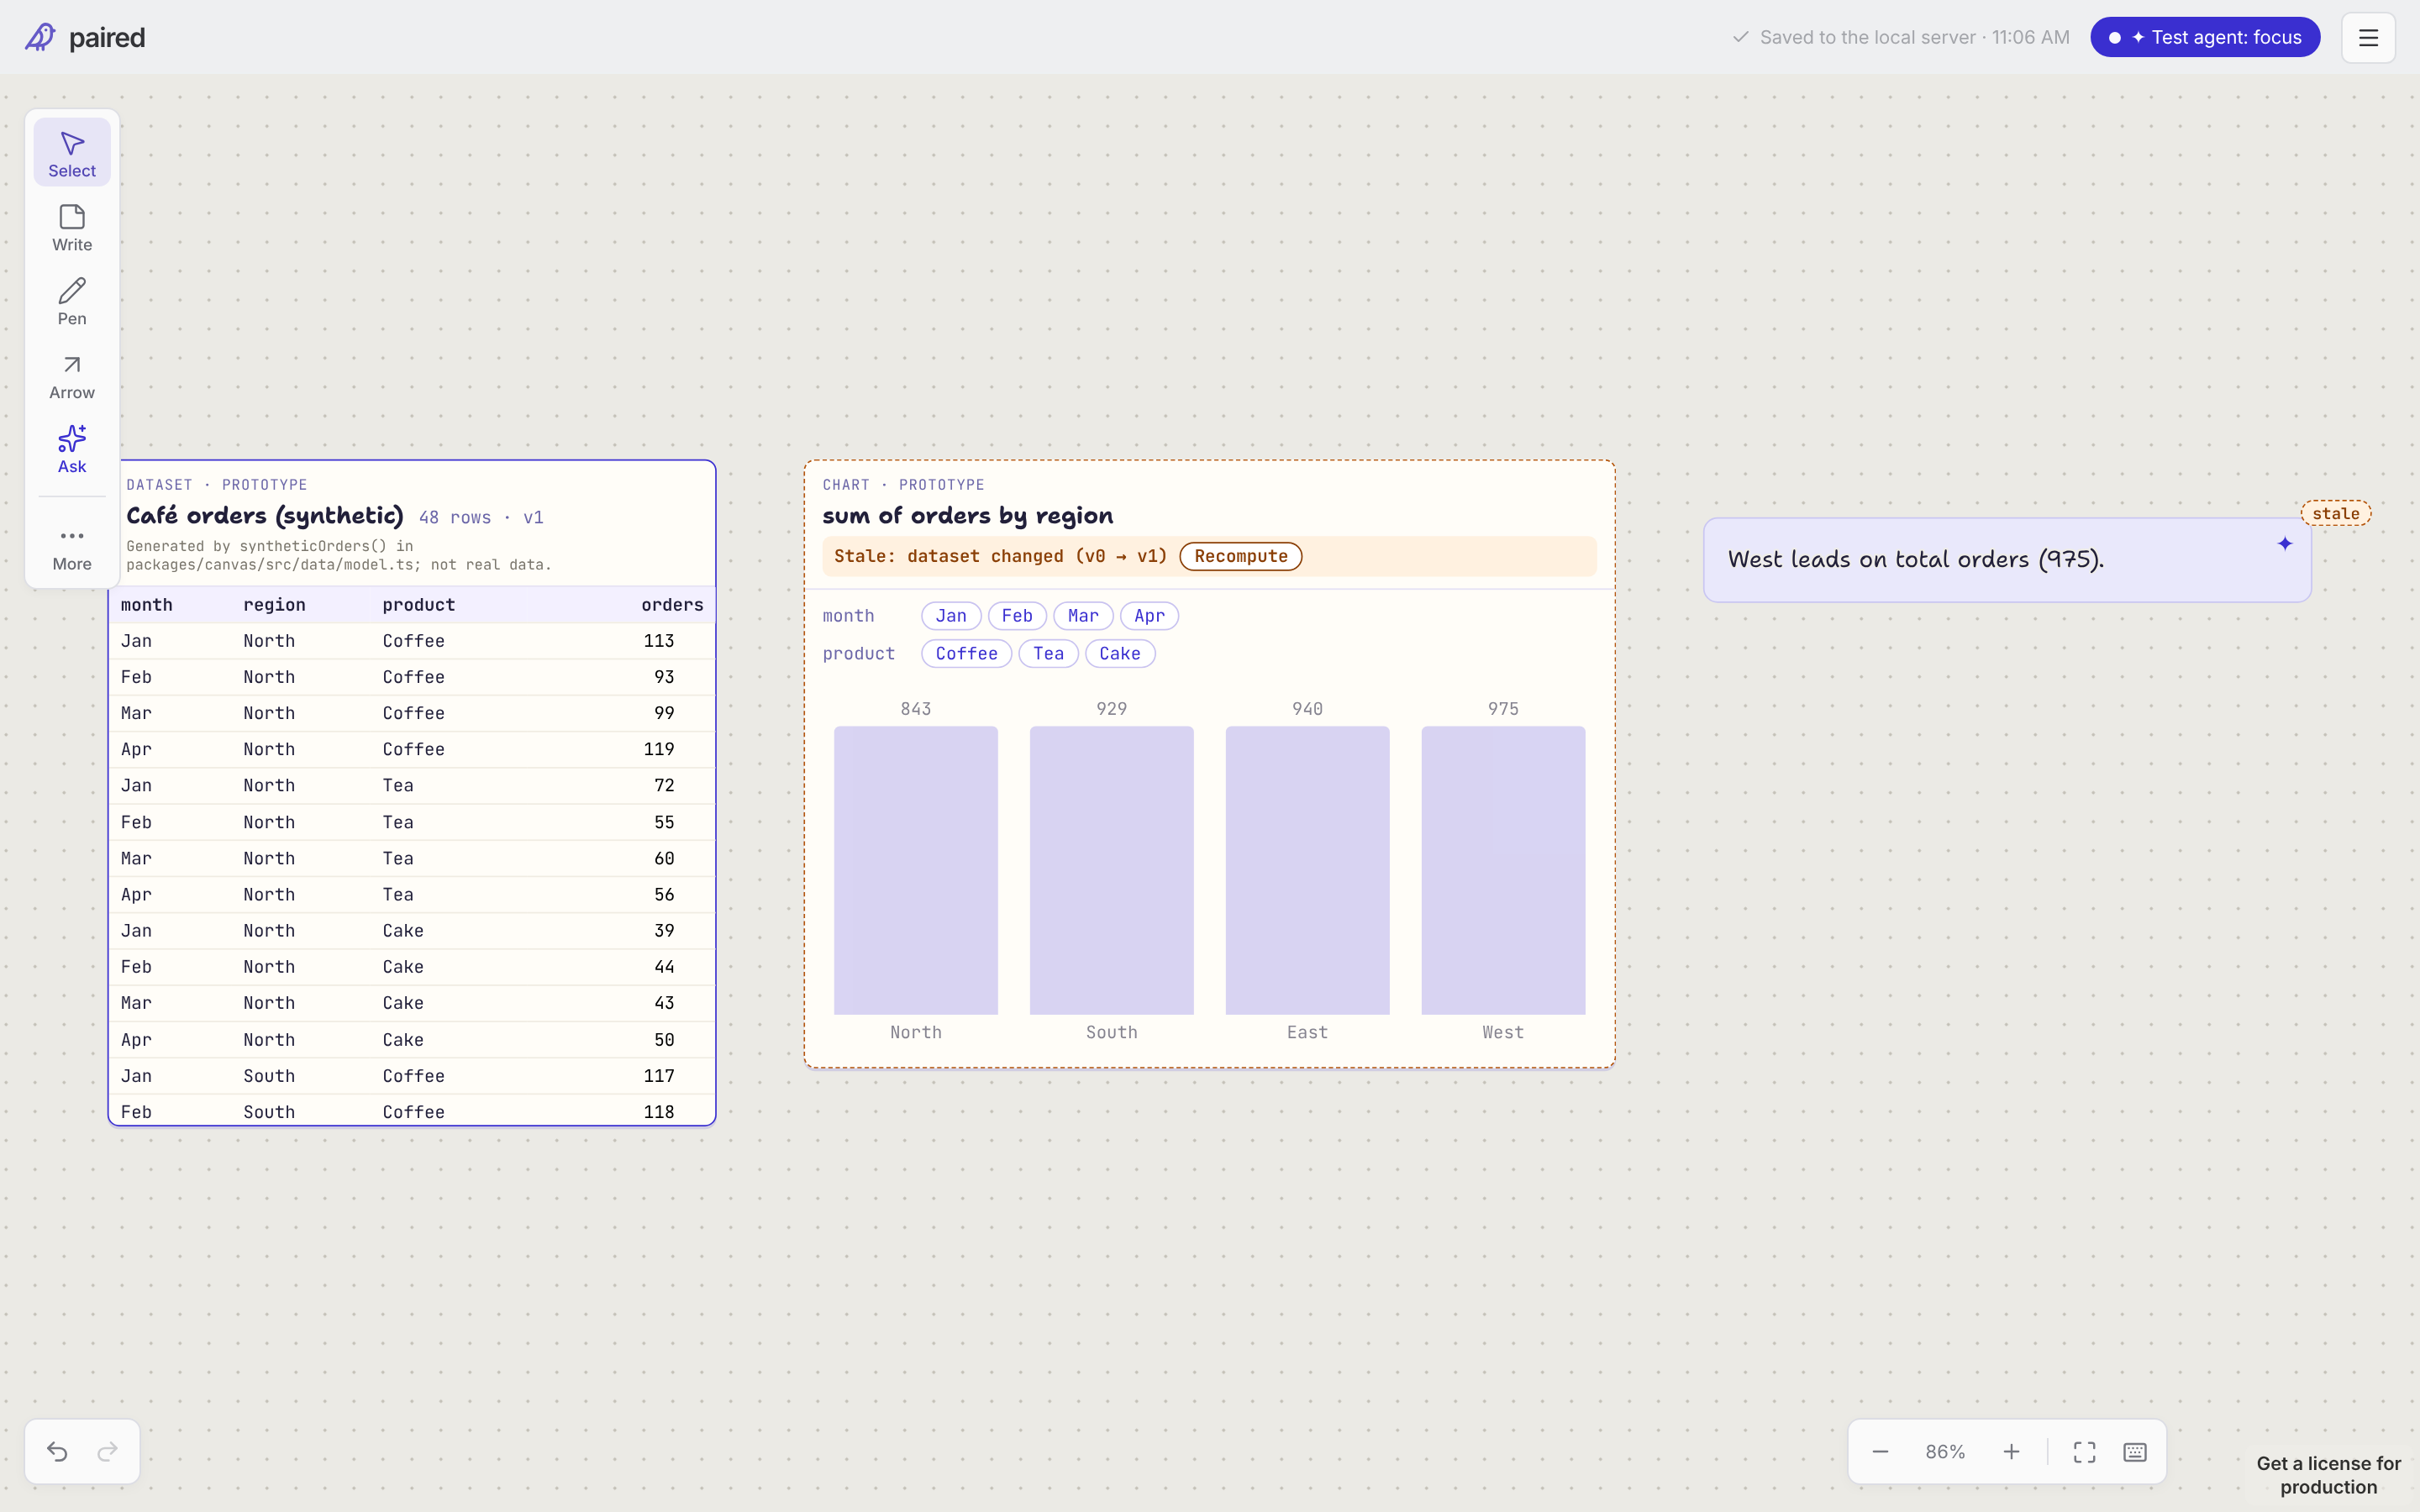 paired
Saved to the local server · 11:06 AM
✦ Test agent: focus
Select
Write
Pen
Arrow
Ask
More
DATASET · PROTOTYPE
Café orders (synthetic) 48 rows · v1
Generated by syntheticOrders() in
packages/canvas/src/data/model.ts; not real data.
month region product orders
Jan North Coffee 113
Feb North Coffee 93
Mar North Coffee 99
Apr North Coffee 119
Jan North Tea 72
Feb North Tea 55
Mar North Tea 60
Apr North Tea 56
Jan North Cake 39
Feb North Cake 44
Mar North Cake 43
Apr North Cake 50
Jan South Coffee 117
Feb South Coffee 118
CHART · PROTOTYPE
sum of orders by region
Stale: dataset changed (v0 → v1) Recompute
month Jan Feb Mar Apr
product Coffee Tea Cake
843 929 940 975
North South East West
stale
West leads on total orders (975).
86%
Get a license for
production